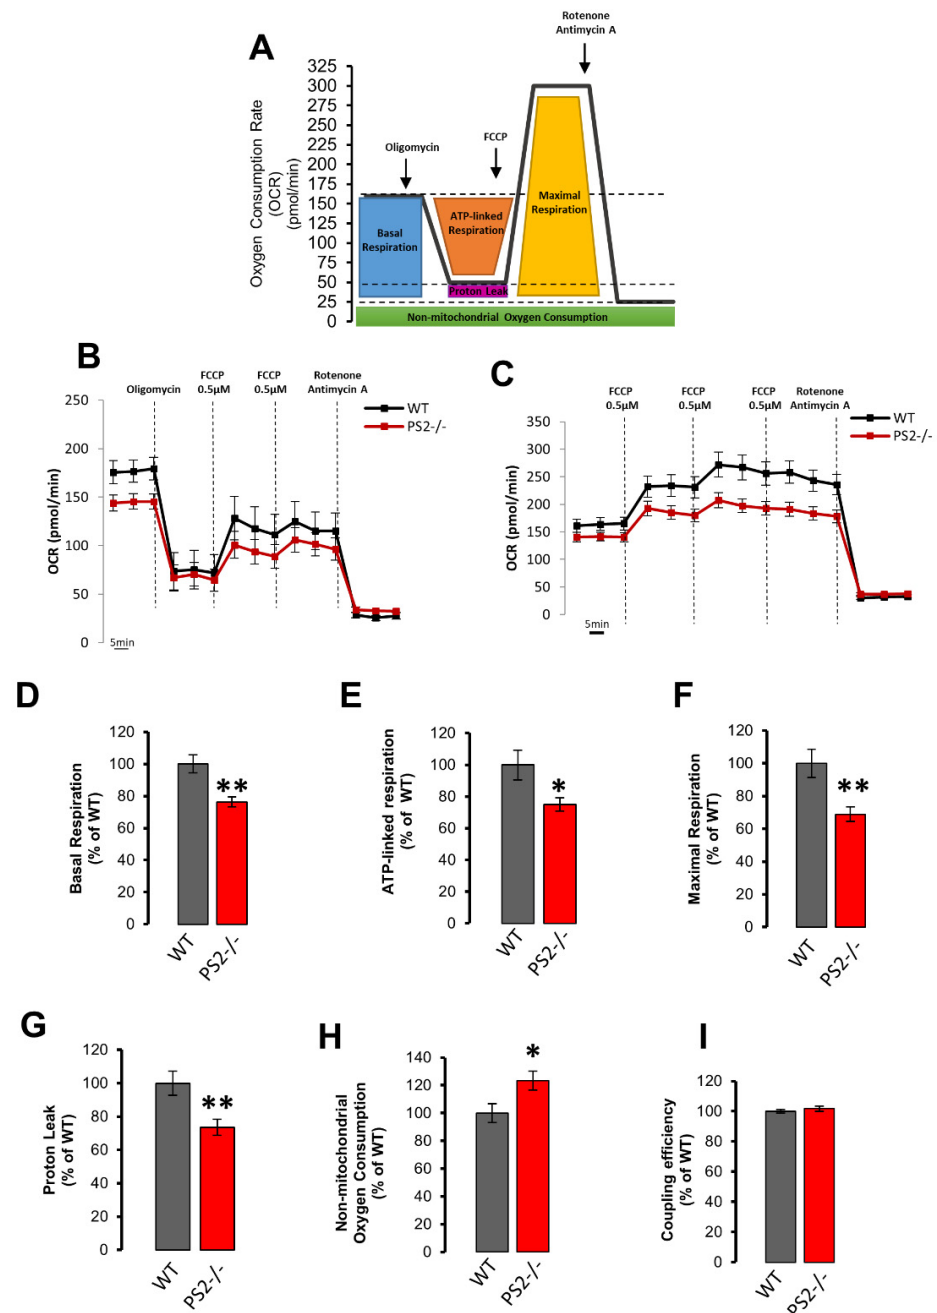 A
Rotenone
Antimycin A
Oligomycin
FCCP
Oxygen Consumption Rate
(OCR)
(pmol/min)
325
300
275
250
225
200
175
150
125
100
75
50
25
0
Basal
Respiration
ATP-linked
Respiration
Maximal
Respiration
Proton Leak
Non-mitochondrial Oxygen Consumption
B
Oligomycin
FCCP
0.5µM
FCCP
0.5µM
Rotenone
Antimycin A
WT
PS2-/-
OCR (pmol/min)
250
200
150
100
50
0
5min
C
FCCP
0.5µM
FCCP
0.5µM
FCCP
0.5µM
Rotenone
Antimycin A
WT
PS2-/-
OCR (pmol/min)
350
300
250
200
150
100
50
0
5min
D
Basal Respiration
(% of WT)
120
100
80
60
40
20
0
**
WT
PS2-/-
E
ATP-linked respiration
(% of WT)
120
100
80
60
40
20
0
*
WT
PS2-/-
F
Maximal Respiration
(% of WT)
120
100
80
60
40
20
0
**
WT
PS2-/-
G
Proton Leak
(% of WT)
120
100
80
60
40
20
0
**
WT
PS2-/-
H
Non-mitochondrial
Oxygen Consumption
(% of WT)
140
120
100
80
60
40
20
0
*
WT
PS2-/-
I
Coupling efficiency
(% of WT)
120
100
80
60
40
20
0
WT
PS2-/-